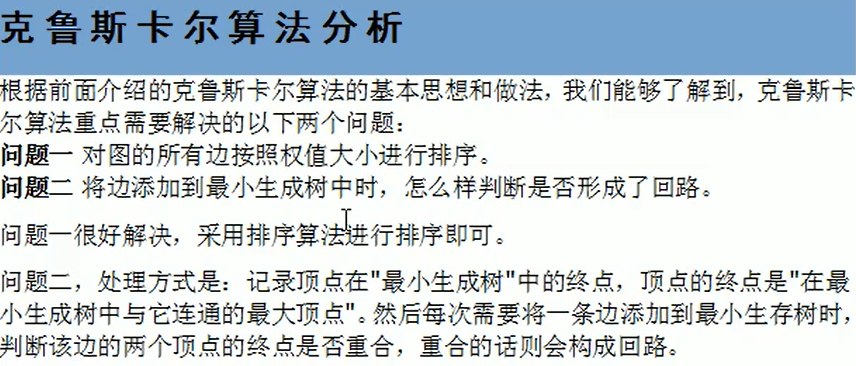 克鲁斯卡尔算法分析
根据前面介绍的克鲁斯卡尔算法的基本思想和做法，我们能够了解到，克鲁斯卡
尔算法重点需要解决的以下两个问题：
问题一 对图的所有边按照权值大小进行排序。
问题二 将边添加到最小生成树中时，怎么样判断是否形成了回路。
问题一很好解决，采用排序算法进行排序即可。
问题二，处理方式是：记录顶点在"最小生成树"中的终点，顶点的终点是"在最
小生成树中与它连通的最大顶点"。然后每次需要将一条边添加到最小生存树时，
判断该边的两个顶点的终点是否重合，重合的话则会构成回路。